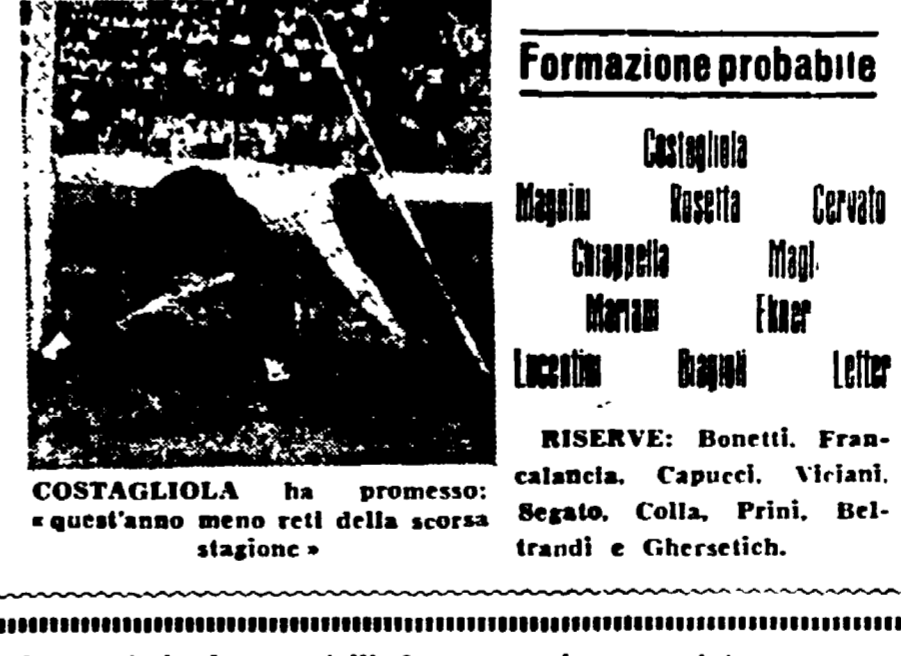 Formazione probabile
Costagliola
Magnini Rosetta Cervato
Chiappella Magli
Mariani Ekner
Lucentini Biagioli Lefter
RISERVE: Bonetti, Fran-
calancia, Capucci, Viciani,
Segato, Colla, Prini, Bel-
trandi e Ghersetich.
COSTAGLIOLA ha promesso:
« quest'anno meno reti della scorsa
stagione »